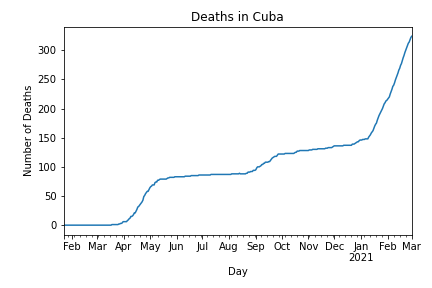 Deaths in Cuba
Number of Deaths
300
250
200
150
100
50
0
Feb Mar Apr May Jun Jul Aug Sep Oct Nov Dec Jan Feb Mar
2021
Day